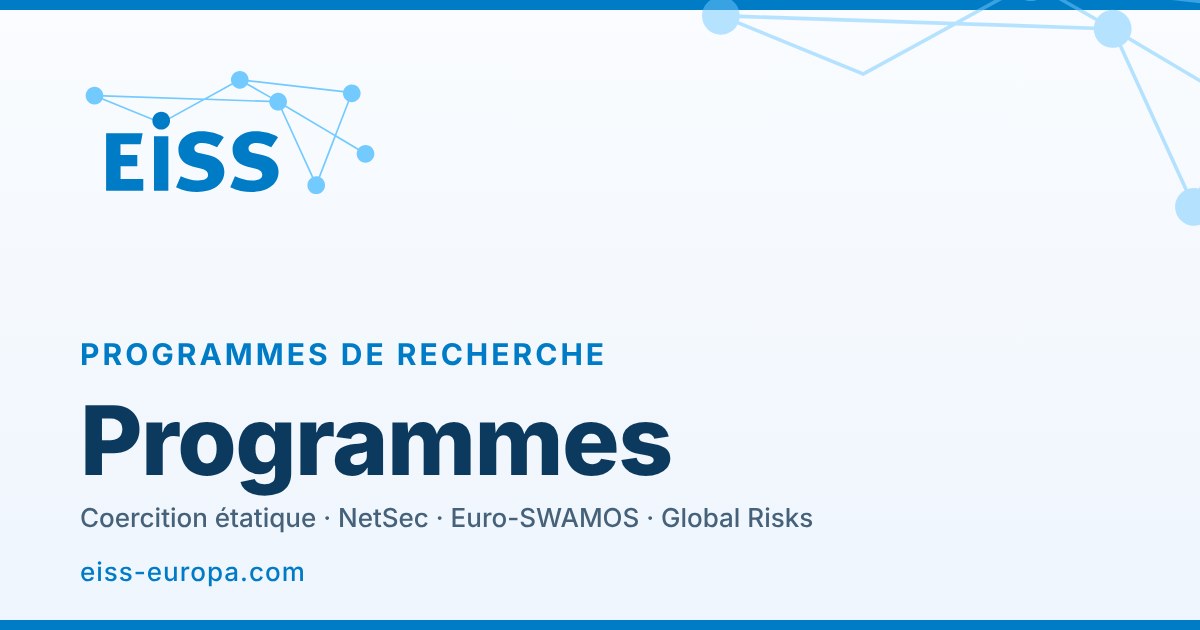 EiSS
PROGRAMMES DE RECHERCHE
Programmes
Coercition étatique · NetSec · Euro-SWAMOS · Global Risks
eiss-europa.com